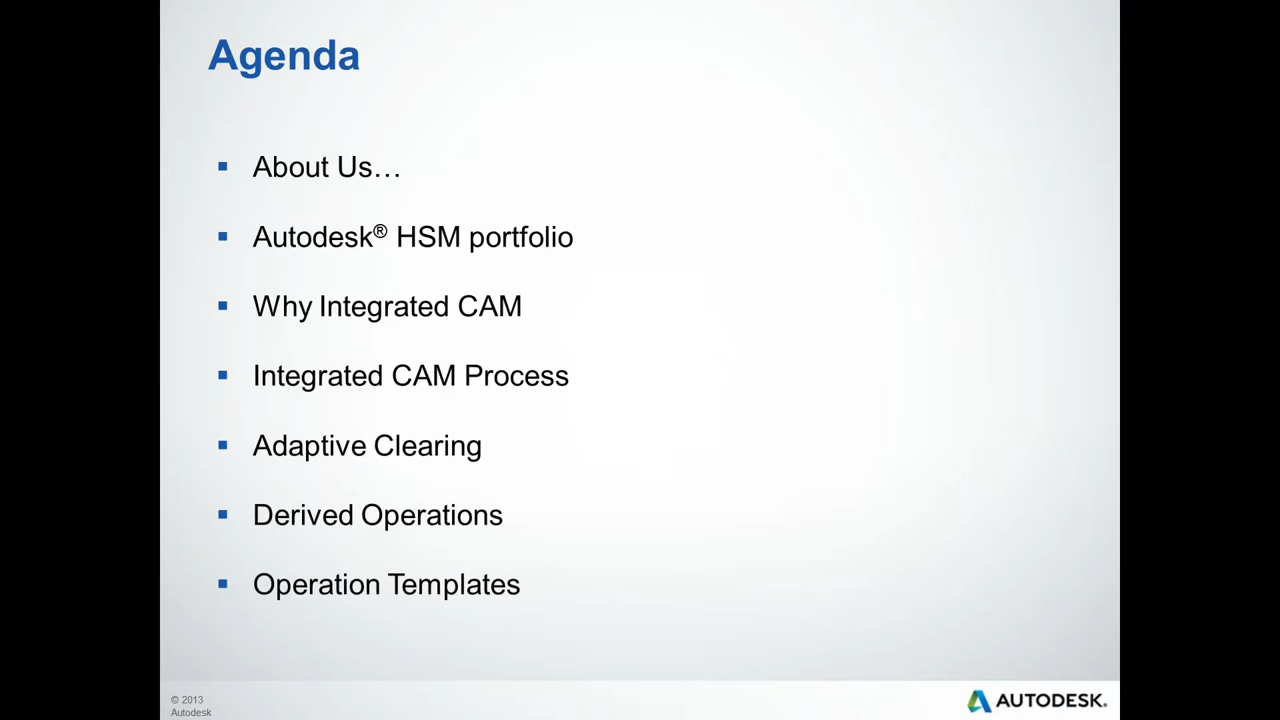 Agenda
About Us…
Autodesk® HSM portfolio
Why Integrated CAM
Integrated CAM Process
Adaptive Clearing
Derived Operations
Operation Templates
© 2013
Autodesk
AUTODESK.